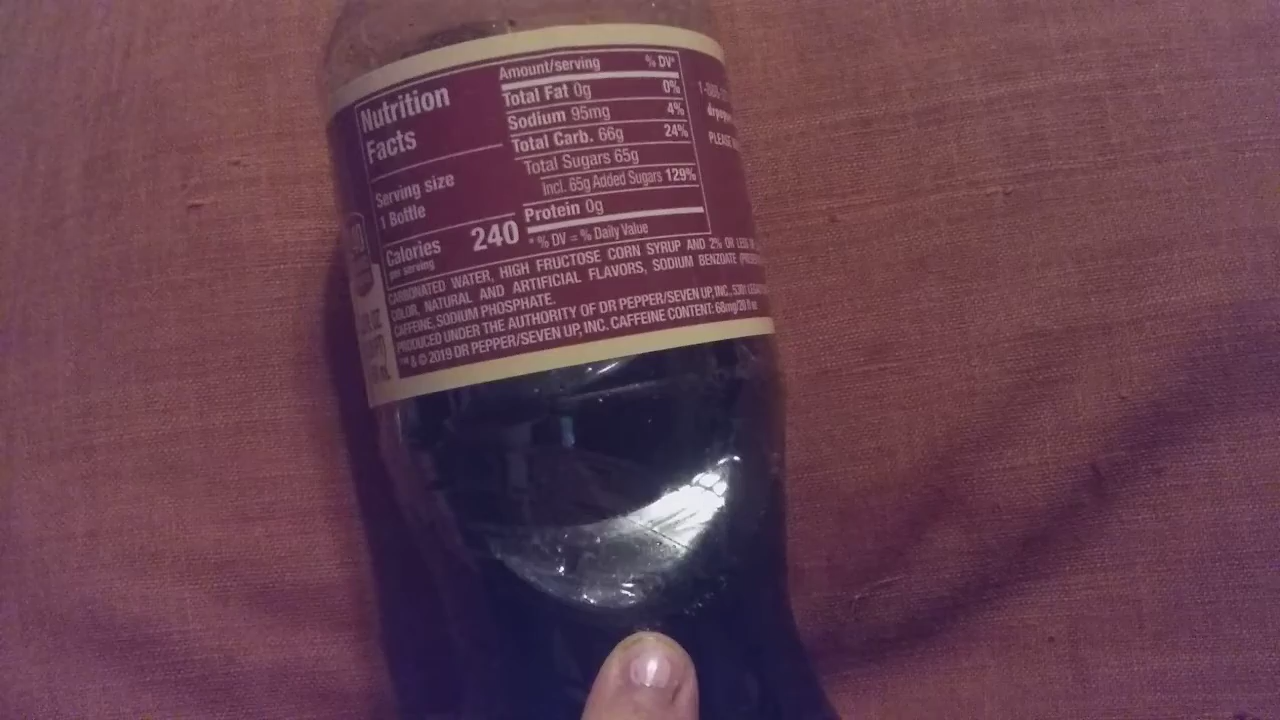 Nutrition
Facts
Serving size
1 Bottle
Calories 240
per serving
Amount/serving % DV*
Total Fat 0g 0%
Sodium 95mg 4%
Total Carb. 66g 24%
Total Sugars 65g
Incl. 65g Added Sugars 129%
Protein 0g
* % DV = % Daily Value
CARBONATED WATER, HIGH FRUCTOSE CORN SYRUP AND 2% OR LESS
COLOR, NATURAL AND ARTIFICIAL FLAVORS, SODIUM BENZOATE
CAFFEINE, SODIUM PHOSPHATE.
PRODUCED UNDER THE AUTHORITY OF DR PEPPER/SEVEN UP, INC., 5301
™ & © 2019 DR PEPPER/SEVEN UP, INC. CAFFEINE CONTENT: 68mg/20 fl oz
PLEASE